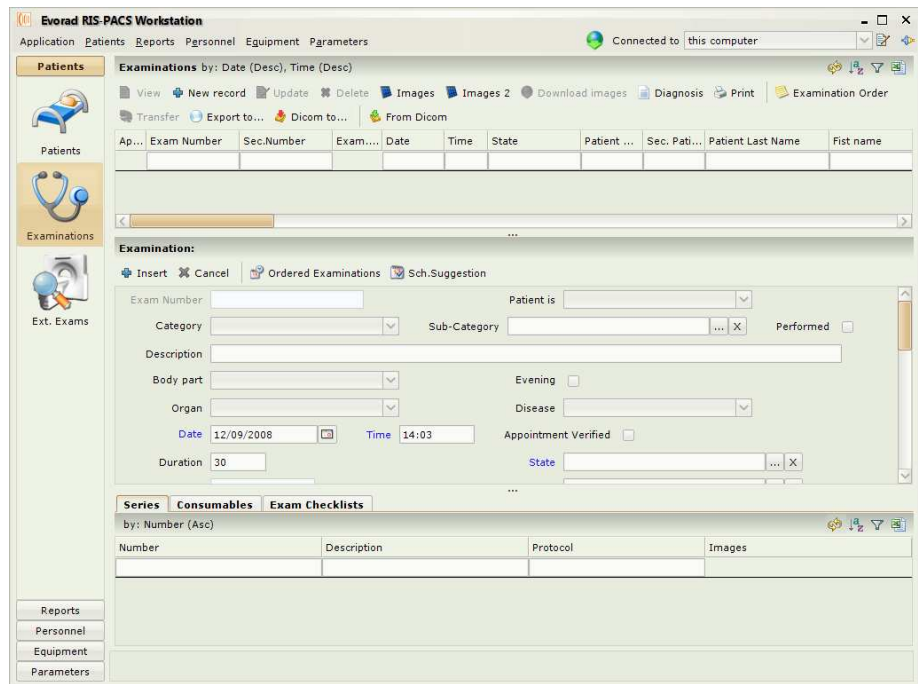 Evorad RIS-PACS Workstation
Application Patients Reports Personnel Equipment Parameters Connected to this computer
Patients
Examinations by: Date (Desc), Time (Desc)
View New record Update Delete Images Images 2 Download images Diagnosis Print Examination Order
Transfer Export to... Dicom to... From Dicom
Ap... Exam Number Sec.Number Exam.... Date Time State Patient ... Sec. Pati... Patient Last Name Fist name
Patients
Examinations
Ext. Exams
Examination:
Insert Cancel Ordered Examinations Sch.Suggestion
Exam Number Patient is
Category Sub-Category ... X Performed
Description
Body part Evening
Organ Disease
Date 12/09/2008 Time 14:03 Appointment Verified
Duration 30 State ... X
Series Consumables Exam Checklists
by: Number (Asc)
Number Description Protocol Images
Reports
Personnel
Equipment
Parameters